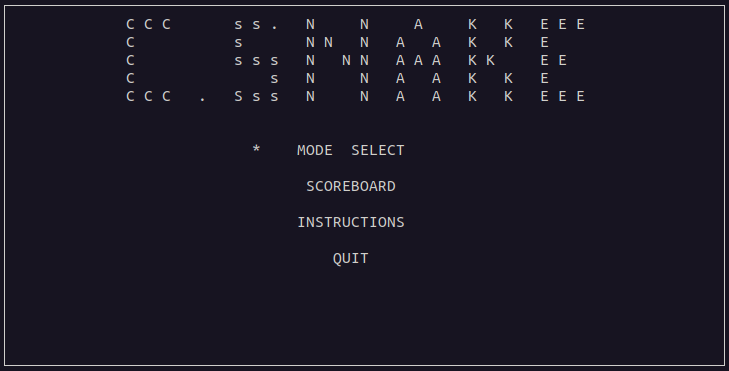 C C C       s s .   N     N     A     K   K   E E E
C           s       N N   N   A   A   K   K   E
C           s s s   N   N N   A A A   K K     E E
C               s   N     N   A   A   K   K   E
C C C   .   S s s   N     N   A   A   K   K   E E E
* MODE  SELECT
SCOREBOARD
INSTRUCTIONS
QUIT